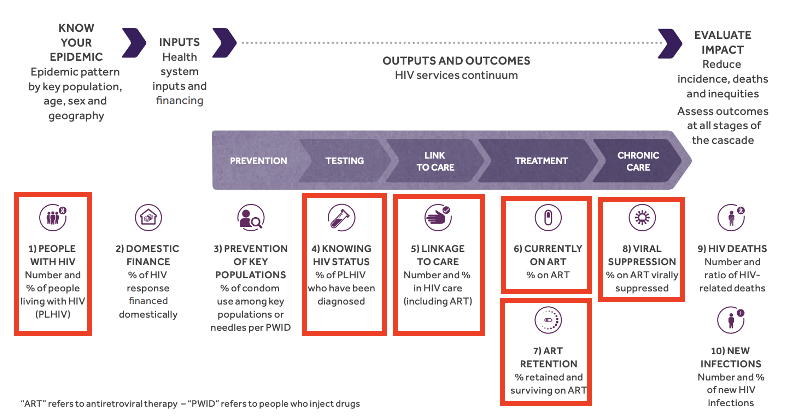 KNOW
YOUR
EPIDEMIC
Epidemic pattern
by key population,
age, sex and
geography
INPUTS
Health
system
inputs and
financing
OUTPUTS AND OUTCOMES
HIV services continuum
EVALUATE
IMPACT
Reduce
incidence, deaths
and inequities
Assess outcomes
at all stages of
the cascade
PREVENTION
TESTING
LINK
TO CARE
TREATMENT
CHRONIC
CARE
1) PEOPLE
WITH HIV
Number and
% of people
living with HIV
(PLHIV)
2) DOMESTIC
FINANCE
% of HIV
response
financed
domestically
3) PREVENTION
OF KEY
POPULATIONS
% of condom
use among key
populations or
needles per PWID
4) KNOWING
HIV STATUS
% of PLHIV
who have been
diagnosed
5) LINKAGE
TO CARE
Number and %
in HIV care
(including ART)
6) CURRENTLY
ON ART
% on ART
7) ART
RETENTION
% retained and
surviving on ART
8) VIRAL
SUPPRESSION
% on ART virally
suppressed
9) HIV DEATHS
Number and
ratio of HIV-
related deaths
10) NEW
INFECTIONS
Number and %
of new HIV
infections
"ART" refers to antiretroviral therapy – "PWID" refers to people who inject drugs